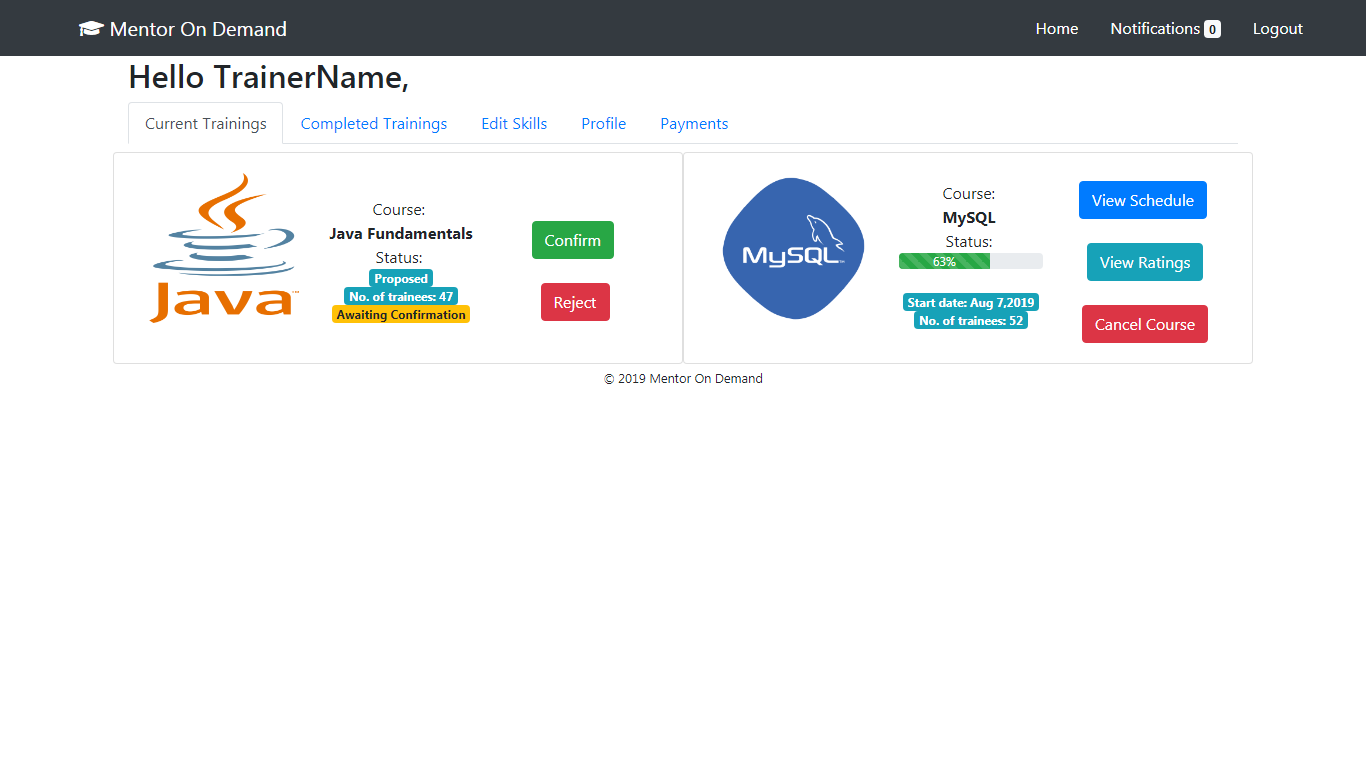 Mentor On Demand
Home
Notifications 0
Logout
Hello TrainerName,
Current Trainings
Completed Trainings
Edit Skills
Profile
Payments
Java™
Course:
Java Fundamentals
Status:
Proposed
No. of trainees: 47
Awaiting Confirmation
Confirm
Reject
MySQL™
Course:
MySQL
Status:
63%
Start date: Aug 7,2019
No. of trainees: 52
View Schedule
View Ratings
Cancel Course
© 2019 Mentor On Demand